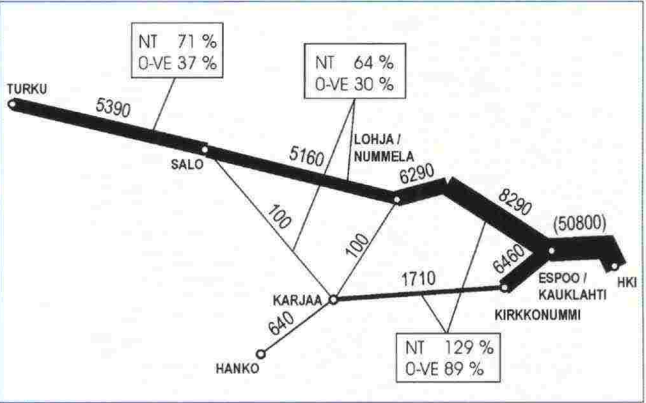 NT 71 %
0-VE 37 %
NT 64 %
0-VE 30 %
TURKU
5390
SALO
5160
LOHJA /
NUMMELA
6290
8290
(50800)
100
100
6460
ESPOO /
KAUKLAHTI
HKI
KARJAA
1710
KIRKKONUMMI
640
HANKO
NT 129 %
0-VE 89 %